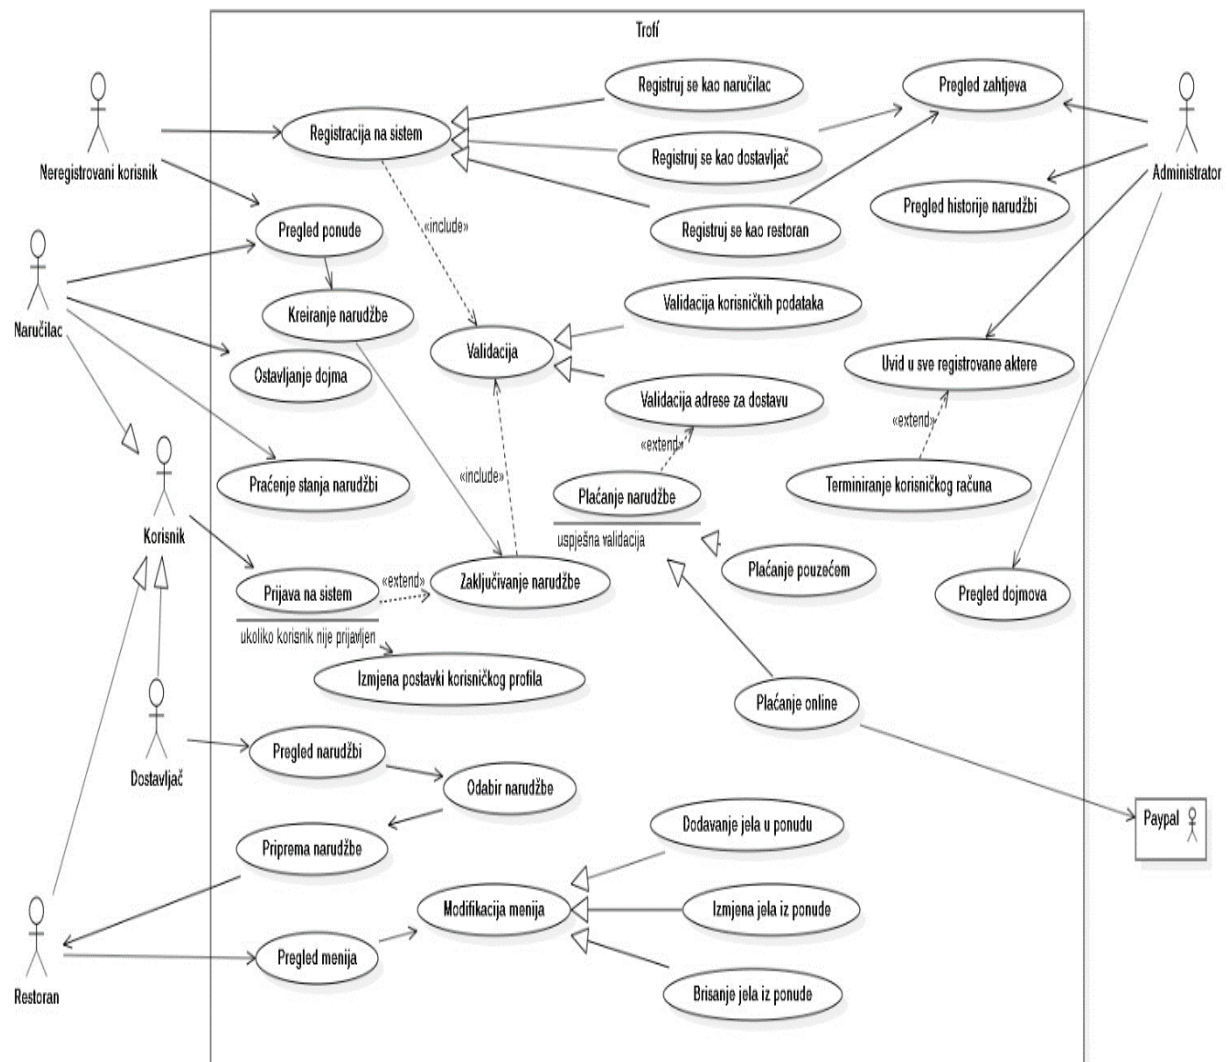 Trofí
Registruj se kao naručilac
Pregled zahtjeva
Registracija na sistem
Neregistrovani korisnik
Registruj se kao dostavljač
Administrator
Pregled historije narudžbi
Pregled ponude
«include»
Registruj se kao restoran
Naručilac
Kreiranje narudžbe
Validacija korisničkih podataka
Validacija
Ostavljanje dojma
Uvid u sve registrovane aktere
Validacija adrese za dostavu
«extend»
«extend»
Praćenje stanja narudžbi
«include»
Plaćanje narudžbe
Terminiranje korisničkog računa
Korisnik
uspješna validacija
Plaćanje pouzećem
Prijava na sistem
«extend»
Zaključivanje narudžbe
Pregled dojmova
ukoliko korisnik nije prijavljen
Izmjena postavki korisničkog profila
Plaćanje online
Pregled narudžbi
Dostavljač
Odabir narudžbe
Dodavanje jela u ponudu
Paypal
Priprema narudžbe
Modifikacija menija
Izmjena jela iz ponude
Pregled menija
Restoran
Brisanje jela iz ponude